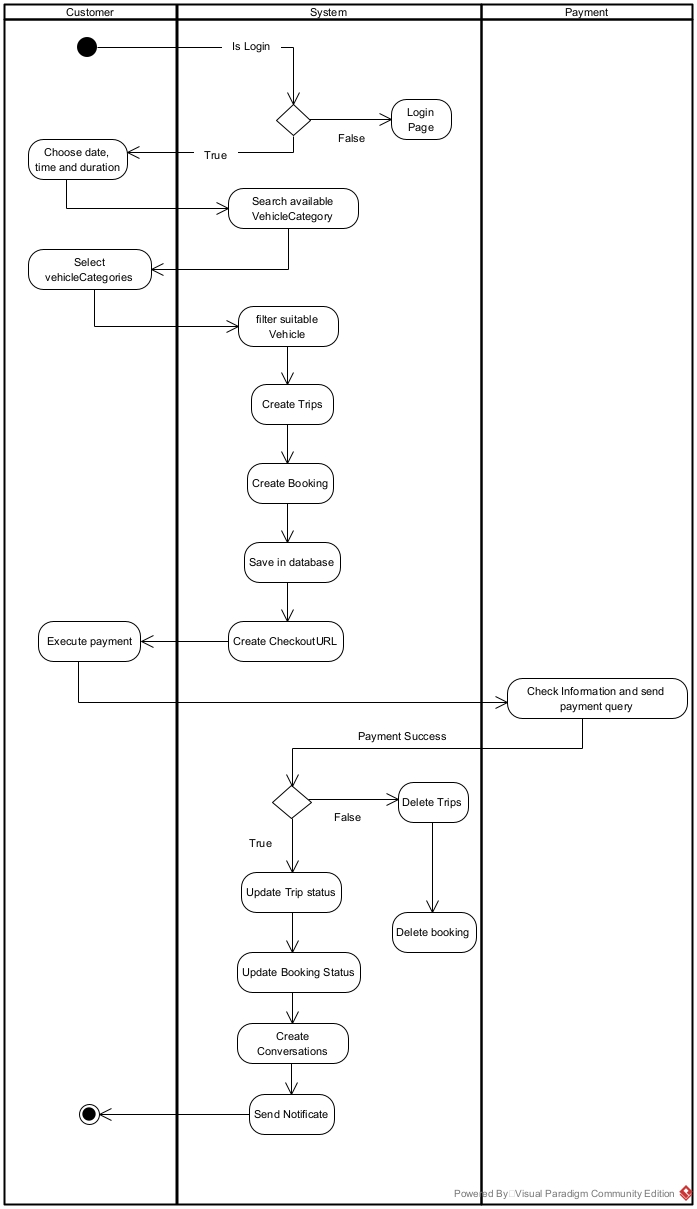 Customer
System
Payment
Is Login
Login
Page
False
True
Choose date,
time and duration
Search available
VehicleCategory
Select
vehicleCategories
filter suitable
Vehicle
Create Trips
Create Booking
Save in database
Create CheckoutURL
Execute payment
Check Information and send
payment query
Payment Success
Delete Trips
False
True
Update Trip status
Delete booking
Update Booking Status
Create
Conversations
Send Notificate
Powered By Visual Paradigm Community Edition